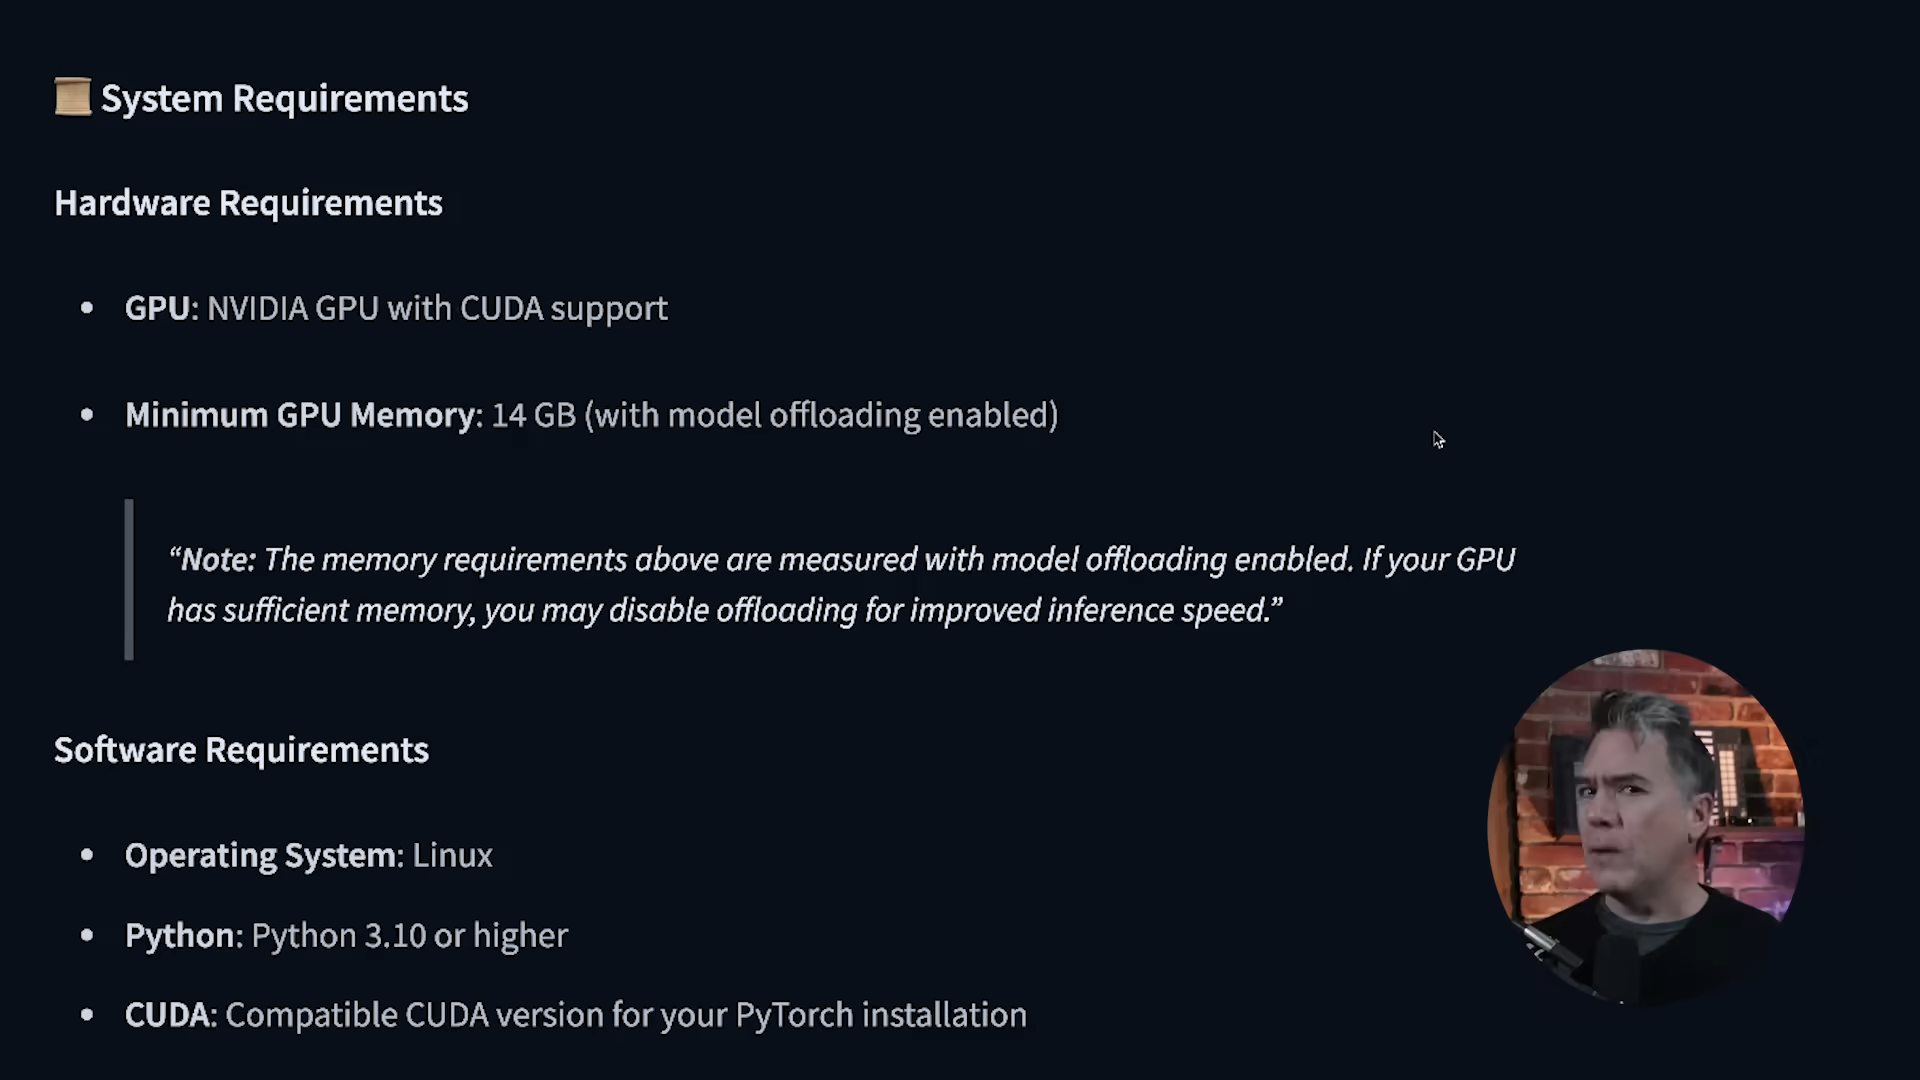 System Requirements
Hardware Requirements
GPU: NVIDIA GPU with CUDA support
Minimum GPU Memory: 14 GB (with model offloading enabled)
“Note: The memory requirements above are measured with model offloading enabled. If your GPU
has sufficient memory, you may disable offloading for improved inference speed.”
Software Requirements
Operating System: Linux
Python: Python 3.10 or higher
CUDA: Compatible CUDA version for your PyTorch installation